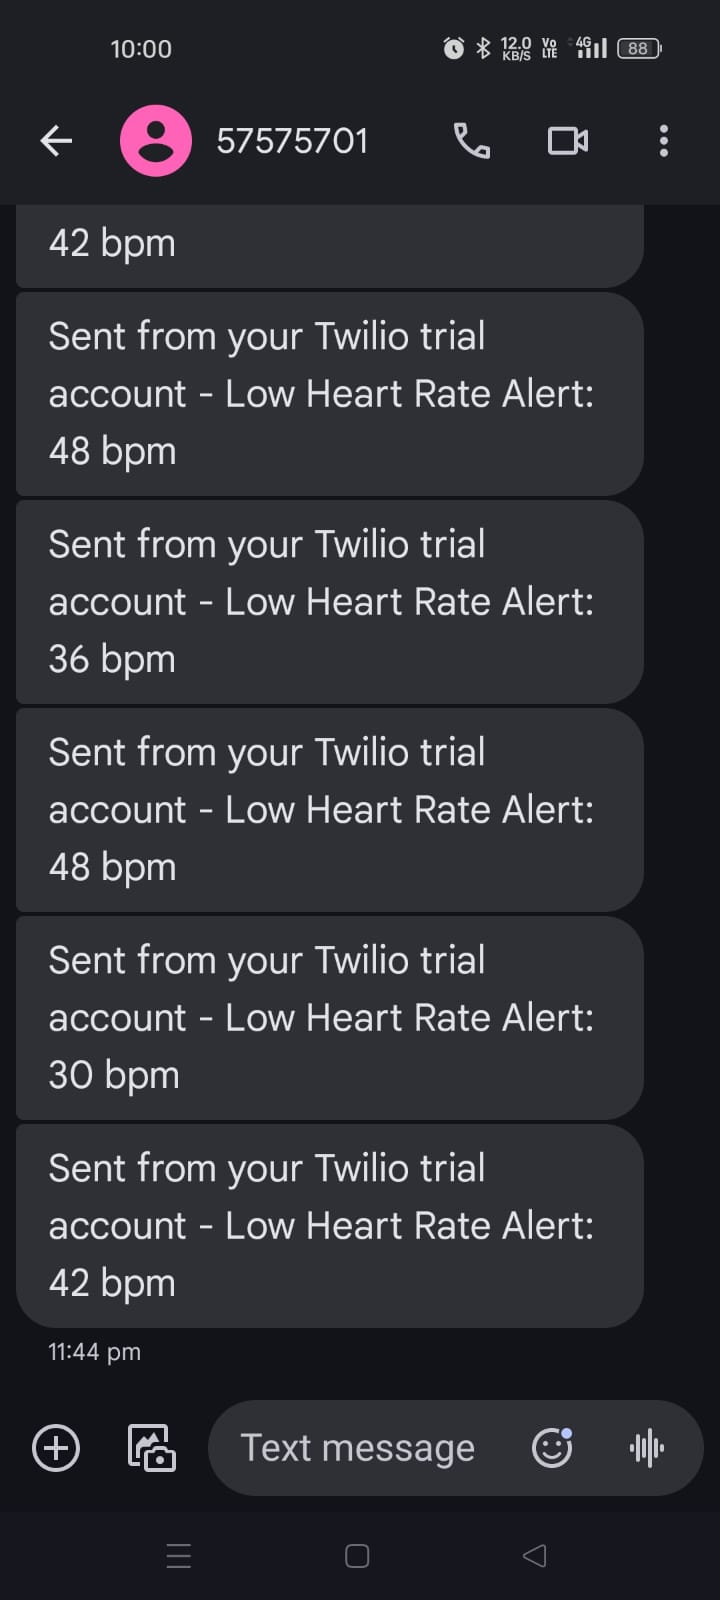 10:00
12.0
KB/S
Vo
LTE
4G
88
57575701
42 bpm
Sent from your Twilio trial
account - Low Heart Rate Alert:
48 bpm
Sent from your Twilio trial
account - Low Heart Rate Alert:
36 bpm
Sent from your Twilio trial
account - Low Heart Rate Alert:
48 bpm
Sent from your Twilio trial
account - Low Heart Rate Alert:
30 bpm
Sent from your Twilio trial
account - Low Heart Rate Alert:
42 bpm
11:44 pm
Text message